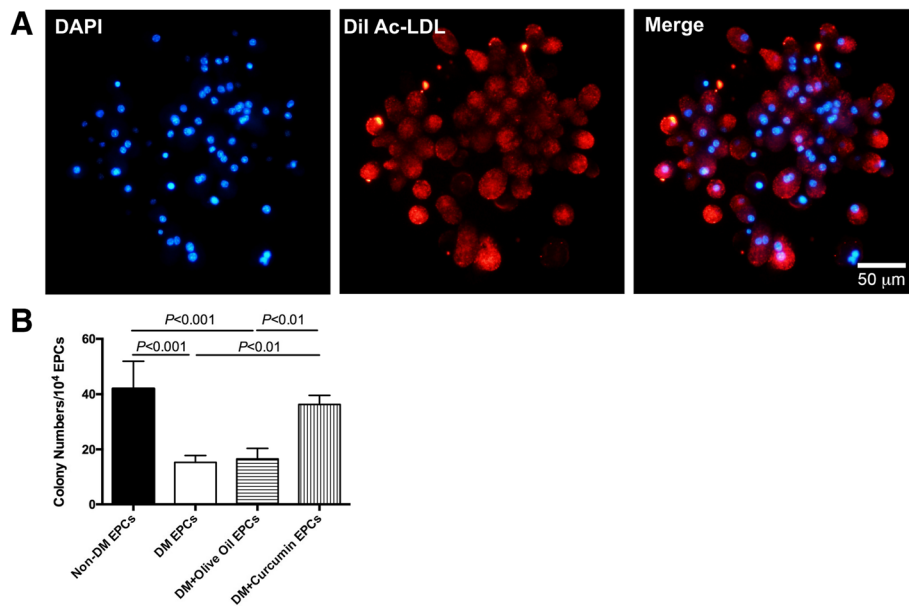 A
DAPI
Dil Ac-LDL
Merge
50 μm
B
P<0.001
P<0.01
P<0.001
P<0.01
Colony Numbers/10⁴ EPCs
60
40
20
0
Non-DM EPCs
DM EPCs
DM+Olive Oil EPCs
DM+Curcumin EPCs